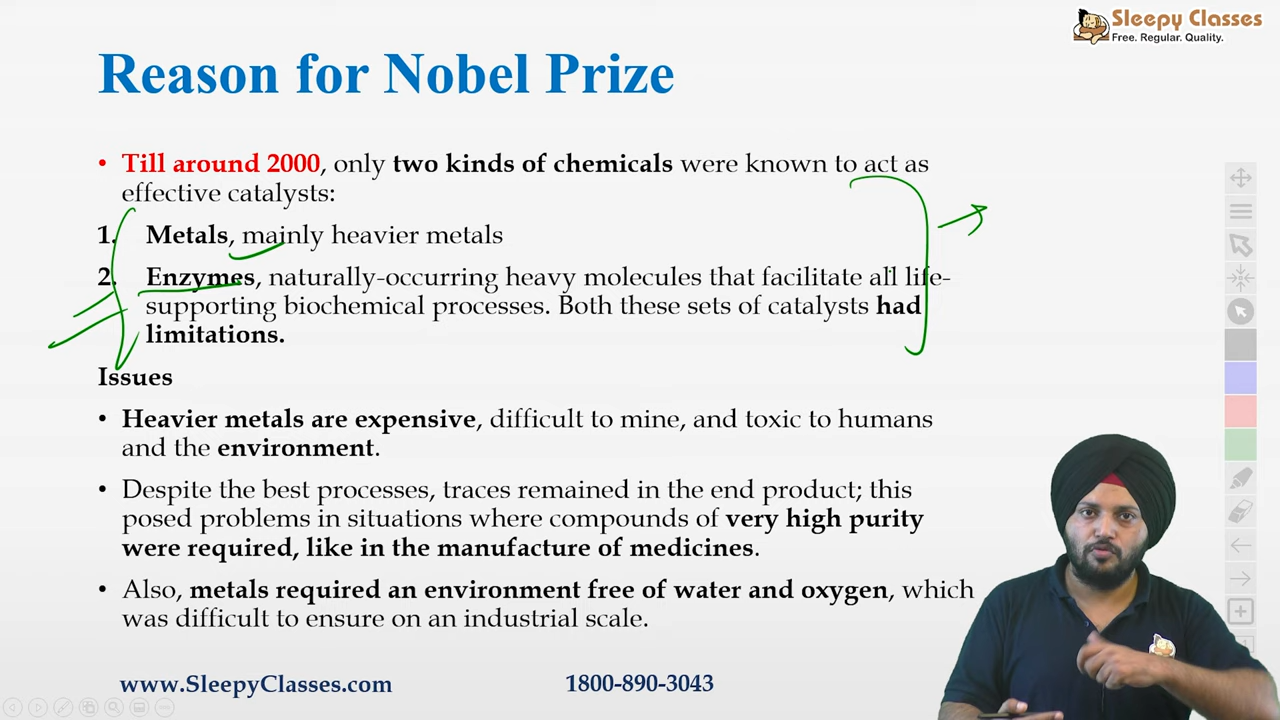 Sleepy Classes
Free. Regular. Quality.
Reason for Nobel Prize
• Till around 2000, only two kinds of chemicals were known to act as
effective catalysts:
1. Metals, mainly heavier metals
2. Enzymes, naturally-occurring heavy molecules that facilitate all life-
supporting biochemical processes. Both these sets of catalysts had
limitations.
Issues
• Heavier metals are expensive, difficult to mine, and toxic to humans
and the environment.
• Despite the best processes, traces remained in the end product; this
posed problems in situations where compounds of very high purity
were required, like in the manufacture of medicines.
• Also, metals required an environment free of water and oxygen, which
was difficult to ensure on an industrial scale.
www.SleepyClasses.com 1800-890-3043